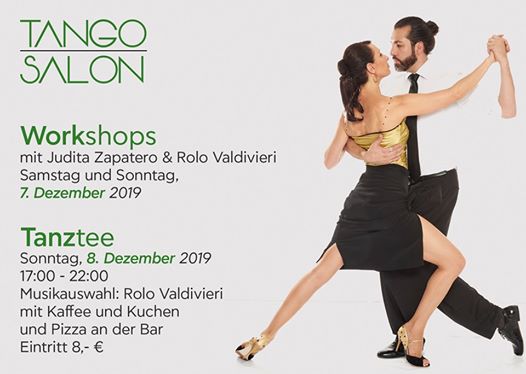 TANGO
SALON
Workshops
mit Judita Zapatero & Rolo Valdivieri
Samstag und Sonntag,
7. Dezember 2019
Tanztee
Sonntag, 8. Dezember 2019
17:00 - 22:00
Musikauswahl: Rolo Valdivieri
mit Kaffee und Kuchen
und Pizza an der Bar
Eintritt 8,- €